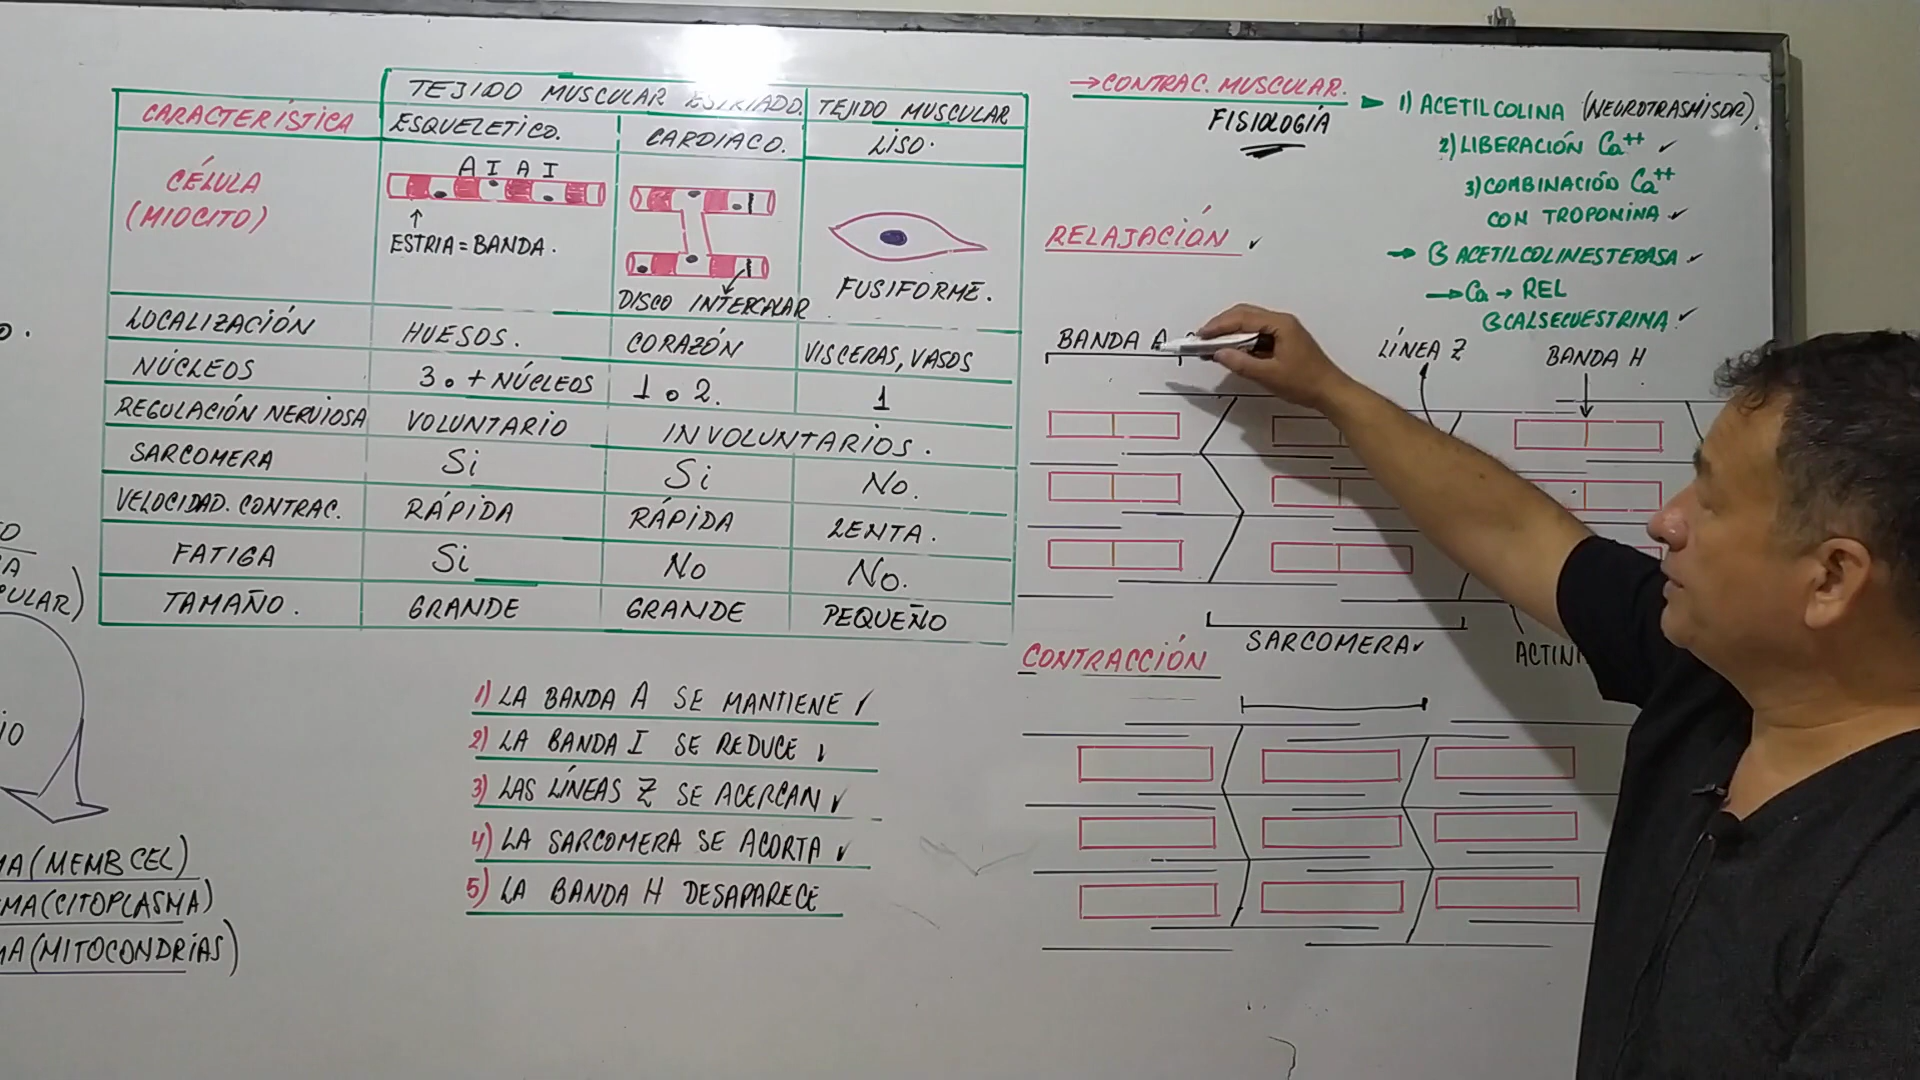 CARACTERÍSTICA
TEJIDO MUSCULAR ESTRIADO.
TEJIDO MUSCULAR
ESQUELETICO.
CARDIACO.
LISO.
CÉLULA
(MIOCITO)
A I A I
ESTRIA = BANDA.
DISCO INTERCALAR
FUSIFORME.
LOCALIZACIÓN
HUESOS.
CORAZÓN
VISCERAS, VASOS
NÚCLEOS
3 o + NÚCLEOS
1 o 2.
1
REGULACIÓN NERVIOSA
VOLUNTARIO
INVOLUNTARIOS.
SARCOMERA
Si
Si
No.
VELOCIDAD. CONTRAC.
RÁPIDA
RÁPIDA
LENTA.
FATIGA
Si
No
No.
TAMAÑO.
GRANDE
GRANDE
PEQUEÑO
1) LA BANDA A SE MANTIENE
2) LA BANDA I SE REDUCE
3) LAS LÍNEAS Z SE ACERCAN
4) LA SARCOMERA SE ACORTA
5) LA BANDA H DESAPARECE
(MEMB CEL)
(CITOPLASMA)
(MITOCONDRIAS)
→ CONTRAC. MUSCULAR.
FISIOLOGÍA
1) ACETILCOLINA (NEUROTRASMISOR).
2) LIBERACIÓN Ca++
3) COMBINACIÓN Ca++
CON TROPOMINA
ACETILCOLINESTERASA
→ Ca → REL
CALSECUESTRINA
RELAJACIÓN
BANDA A
LÍNEA Z
BANDA H
SARCOMERA
CONTRACCIÓN